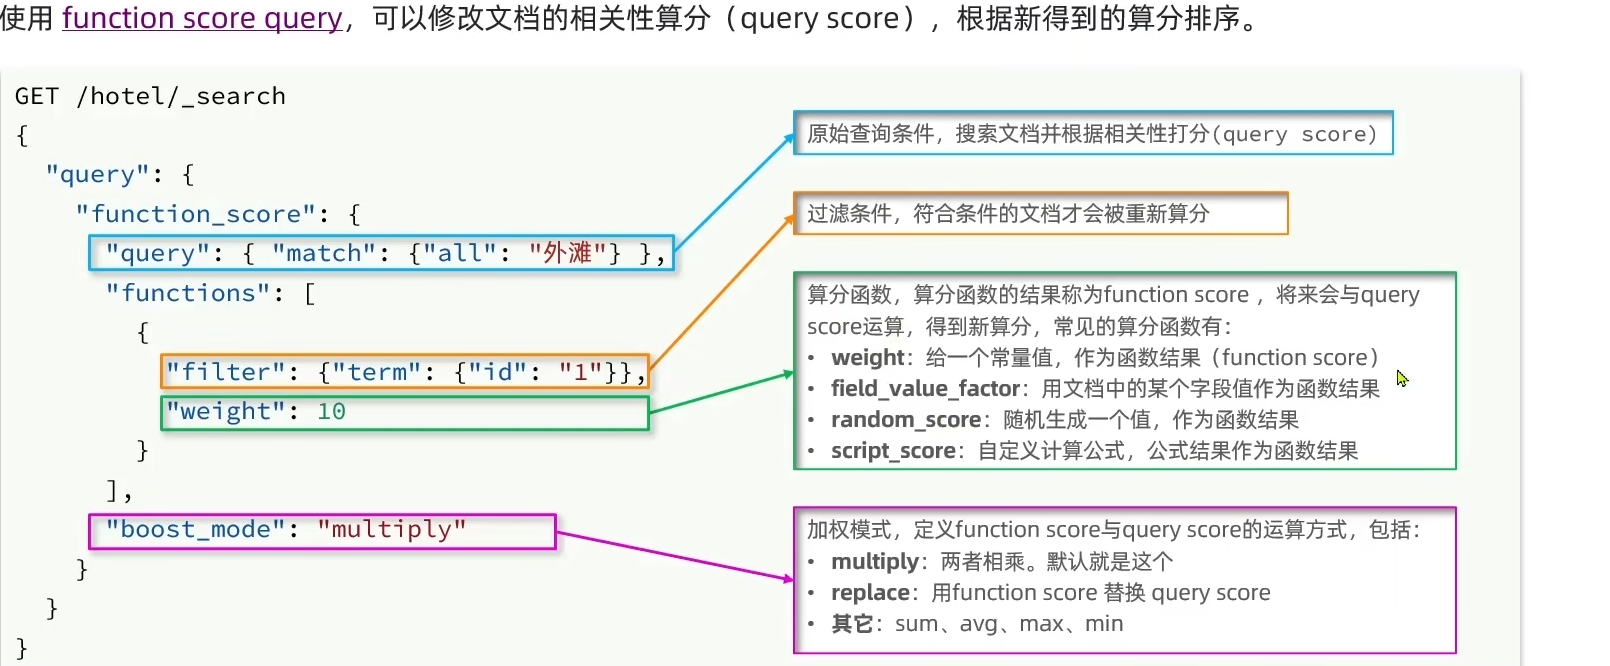 使用 function score query，可以修改文档的相关性算分（query score），根据新得到的算分排序。
GET /hotel/_search
{
  "query": {
    "function_score": {
      "query": { "match": {"all": "外滩"} },
      "functions": [
        {
          "filter": {"term": {"id": "1"}},
          "weight": 10
        }
      ],
      "boost_mode": "multiply"
    }
  }
}
原始查询条件，搜索文档并根据相关性打分(query score)
过滤条件，符合条件的文档才会被重新算分
算分函数，算分函数的结果称为function score ，将来会与query
score运算，得到新算分，常见的算分函数有：
• weight：给一个常量值，作为函数结果（function score）
• field_value_factor：用文档中的某个字段值作为函数结果
• random_score：随机生成一个值，作为函数结果
• script_score：自定义计算公式，公式结果作为函数结果
加权模式，定义function score与query score的运算方式，包括：
• multiply：两者相乘。默认就是这个
• replace：用function score 替换 query score
• 其它：sum、avg、max、min